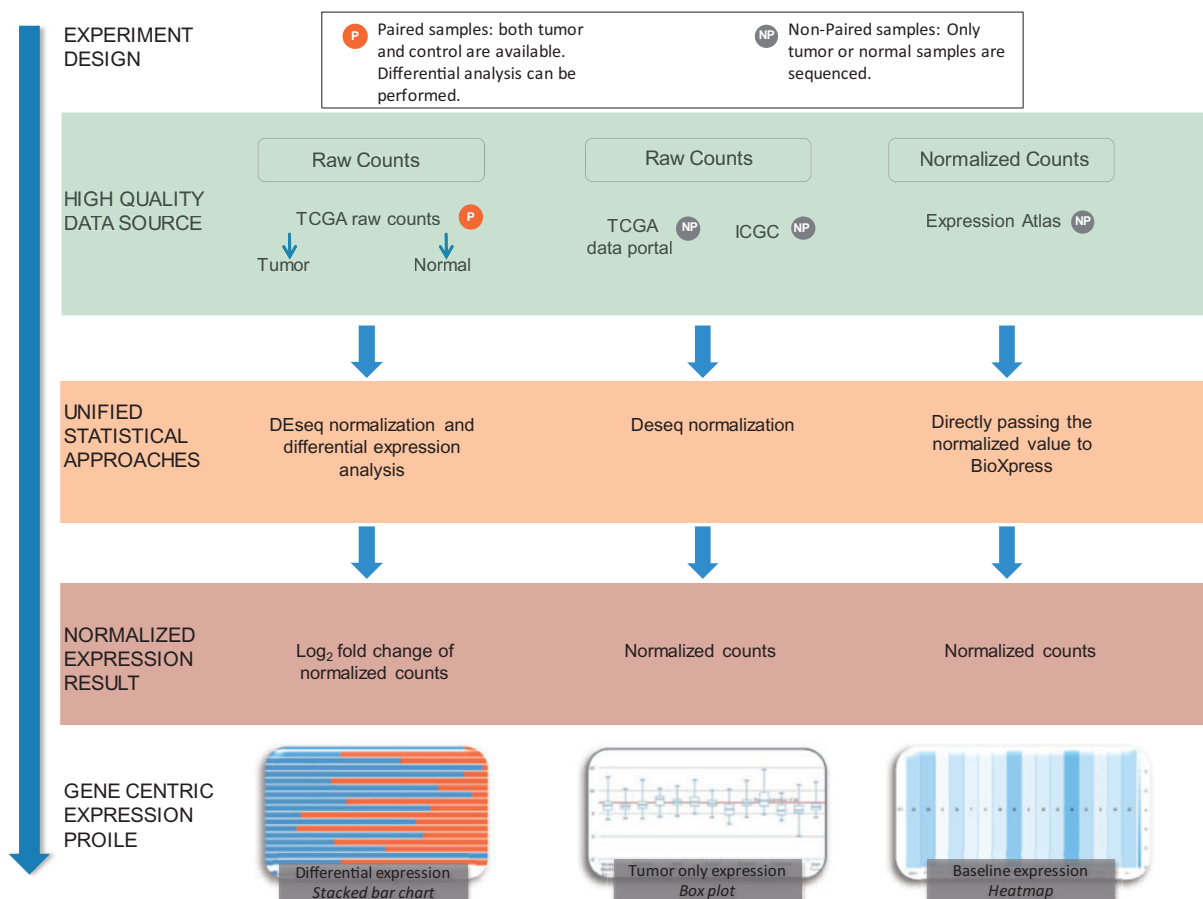 EXPERIMENT
DESIGN
P
Paired samples: both tumor
and control are available.
Differential analysis can be
performed.
NP
Non-Paired samples: Only
tumor or normal samples are
sequenced.
HIGH QUALITY
DATA SOURCE
Raw Counts
TCGA raw counts
P
Tumor
Normal
Raw Counts
TCGA
data portal
NP
ICGC
NP
Normalized Counts
Expression Atlas
NP
UNIFIED
STATISTICAL
APPROACHES
DEseq normalization and
differential expression
analysis
Deseq normalization
Directly passing the
normalized value to
BioXpress
NORMALIZED
EXPRESSION
RESULT
Log₂ fold change of
normalized counts
Normalized counts
Normalized counts
GENE CENTRIC
EXPRESSION
PROILE
Differential expression
Stacked bar chart
Tumor only expression
Box plot
Baseline expression
Heatmap